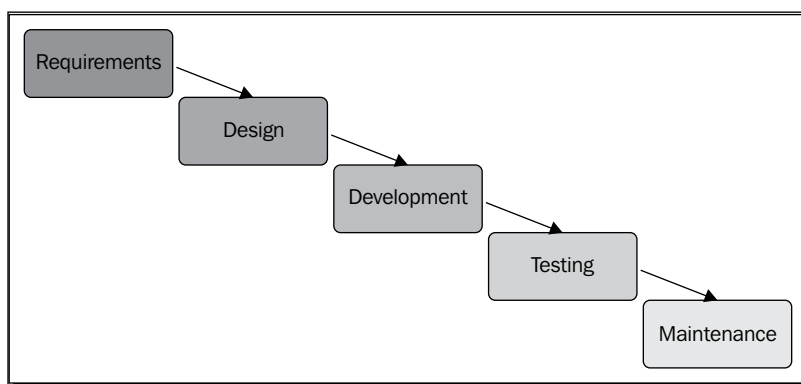 Requirements
Design
Development
Testing
Maintenance